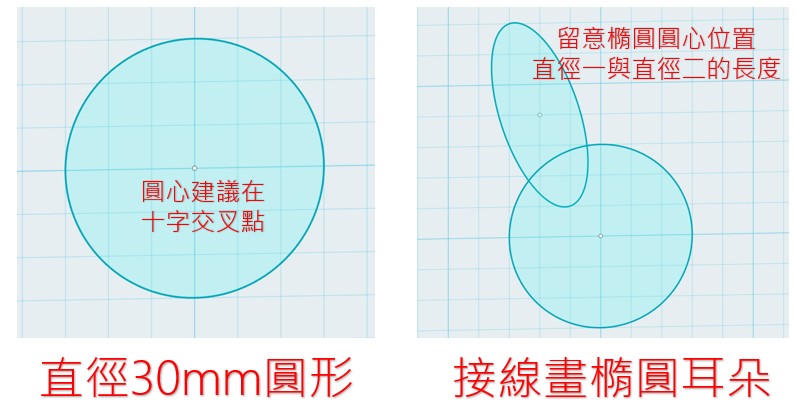 圓心建議在
十字交叉點
直徑30mm圓形
留意橢圓圓心位置
直徑一與直徑二的長度
接線畫橢圓耳朵